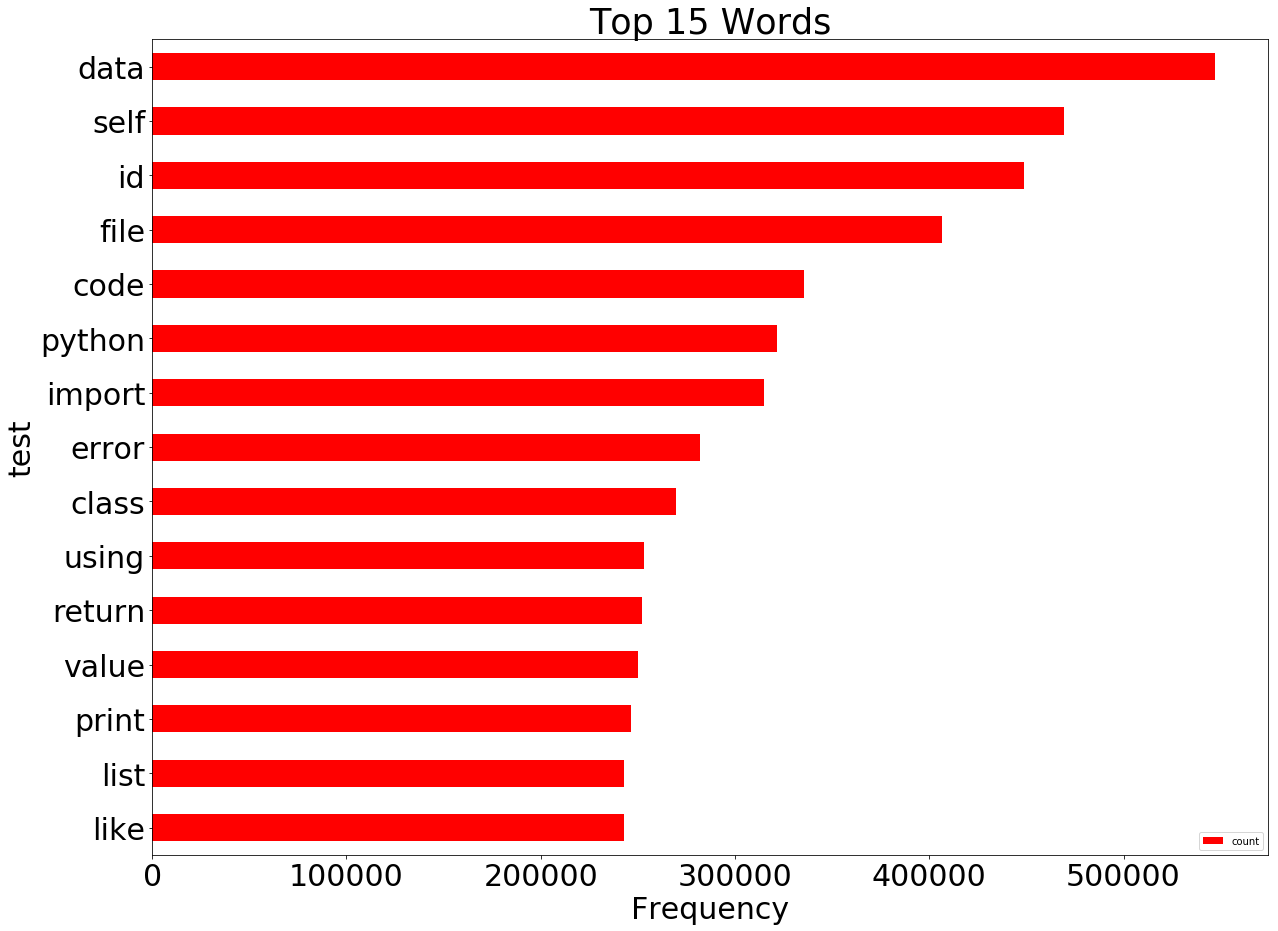 Top 15 Words
data
self
id
file
code
python
import
error
class
using
return
value
print
list
like
test
0 100000 200000 300000 400000 500000
Frequency
count